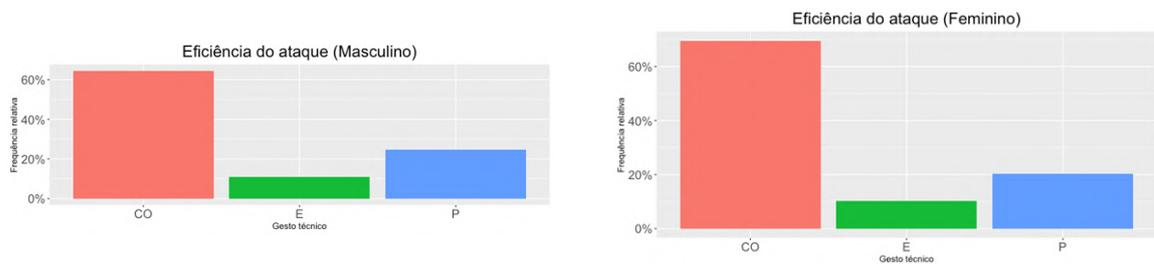 Eficiência do ataque (Masculino)
Frequência relativa
60%
40%
20%
0%
CO E P
Gesto técnico
Eficiência do ataque (Feminino)
Frequência relativa
60%
40%
20%
0%
CO E P
Gesto técnico